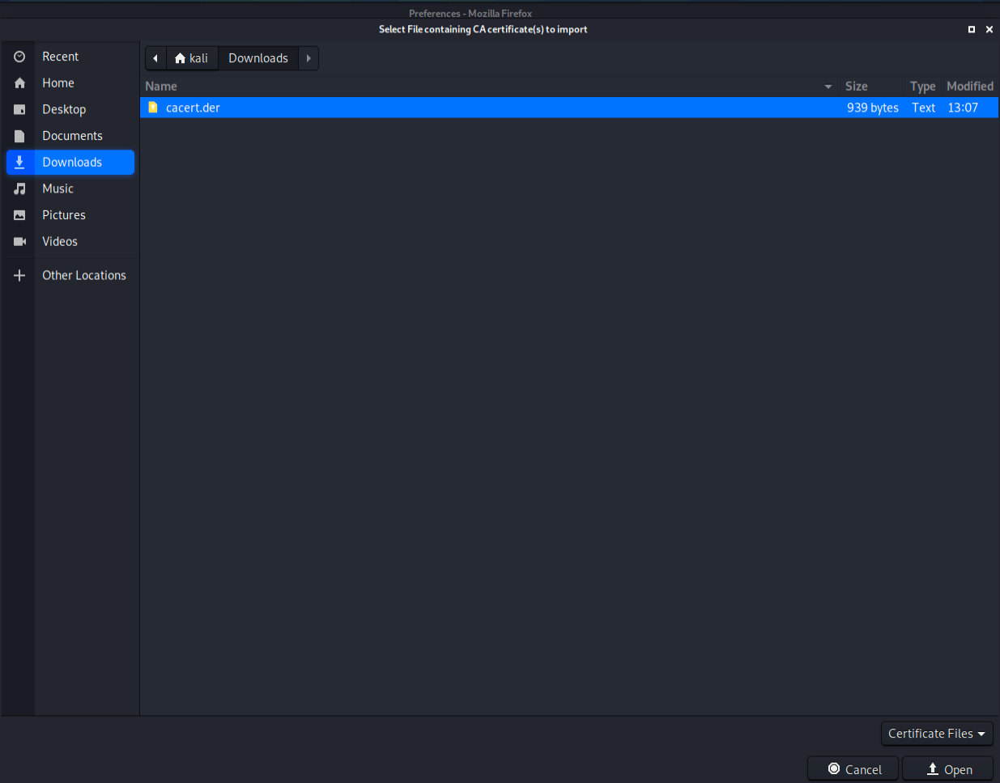 Preferences - Mozilla Firefox
Select File containing CA certificate(s) to import
Recent
Home
Desktop
Documents
Downloads
Music
Pictures
Videos
Other Locations
kali Downloads
Name Size Type Modified
cacert.der 939 bytes Text 13:07
Certificate Files
Cancel Open